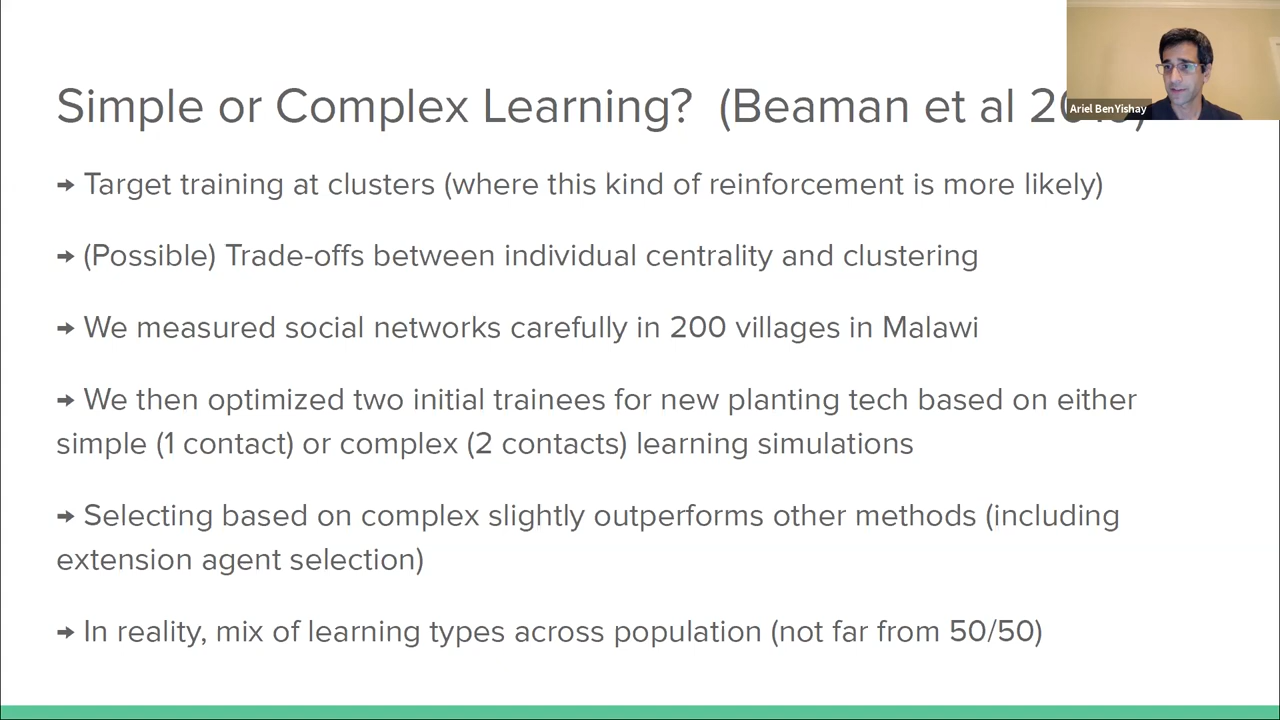 Simple or Complex Learning? (Beaman et al
Ariel BenYishay
→ Target training at clusters (where this kind of reinforcement is more likely)
→ (Possible) Trade-offs between individual centrality and clustering
→ We measured social networks carefully in 200 villages in Malawi
→ We then optimized two initial trainees for new planting tech based on either
simple (1 contact) or complex (2 contacts) learning simulations
→ Selecting based on complex slightly outperforms other methods (including
extension agent selection)
→ In reality, mix of learning types across population (not far from 50/50)